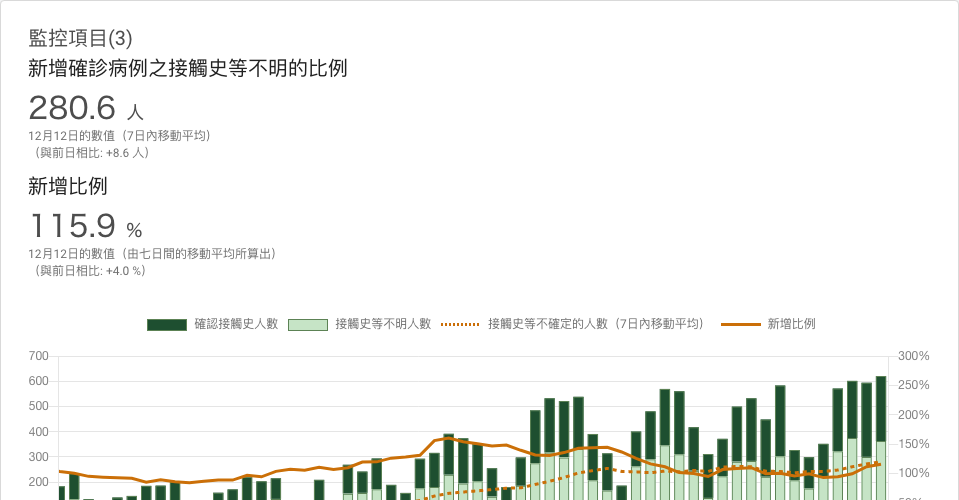 監控項目(3)
新增確診病例之接觸史等不明的比例
280.6 人
12月12日的數值（7日內移動平均）
（與前日相比: +8.6 人）
新增比例
115.9 %
12月12日的數值（由七日間的移動平均所算出）
（與前日相比: +4.0 %）
確認接觸史人數 接觸史等不明人數 接觸史等不確定的人數（7日內移動平均） 新增比例
700 300%
600 250%
500 200%
400 150%
300 100%
200